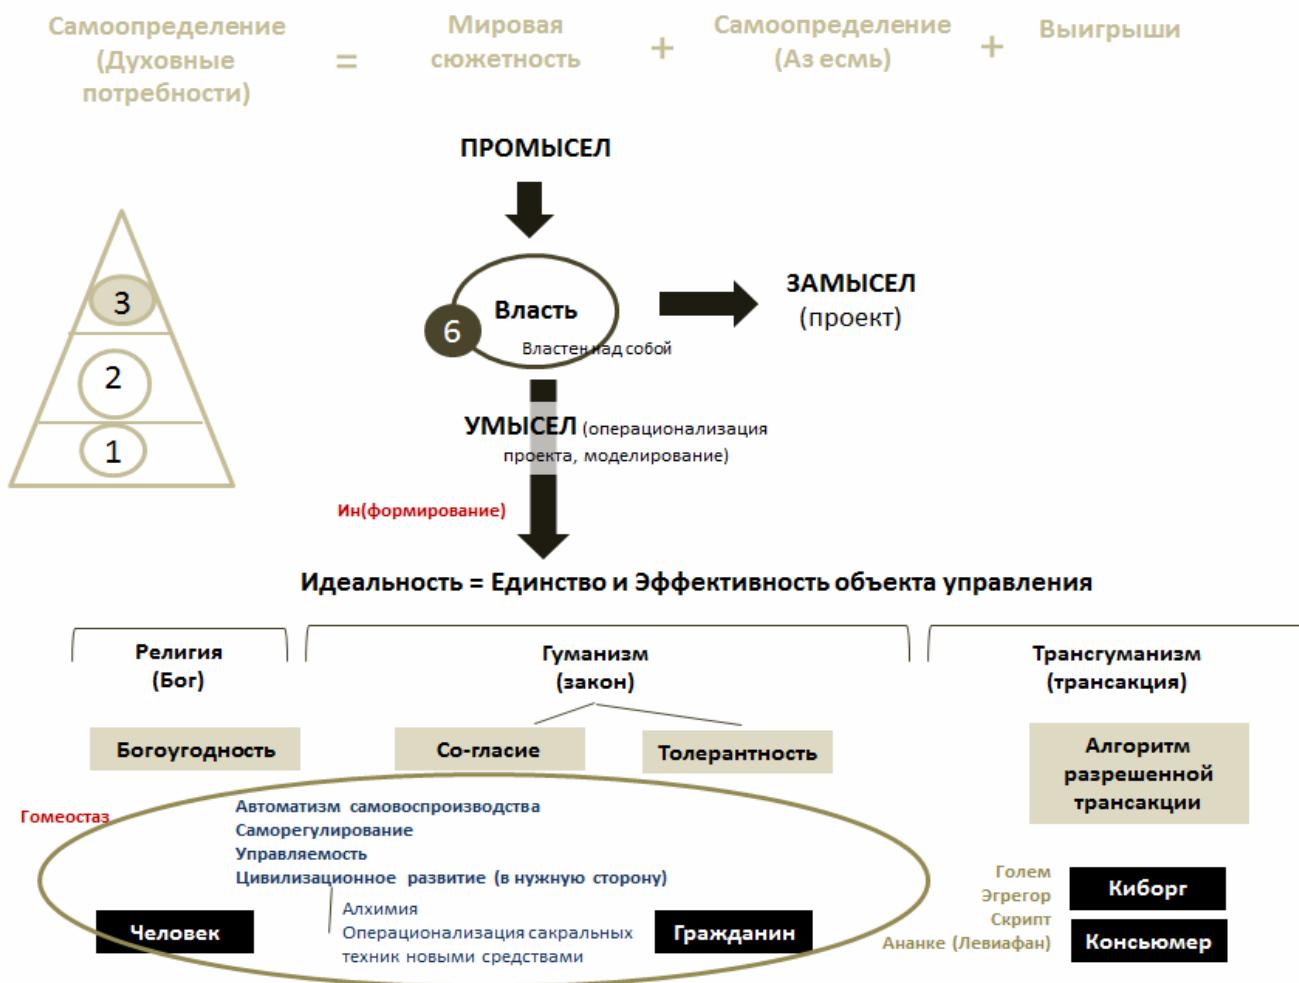 Самоопределение
(Духовные
потребности)
=
Мировая
сюжетность
+
Самоопределение
(Аз есмь)
+
Выигрыши
ПРОМЫСЕЛ
3
2
1
Власть
6
Властен над собой
ЗАМЫСЕЛ
(проект)
УМЫСЕЛ (операционализация
проекта, моделирование)
Ин(формирование)
Идеальность = Единство и Эффективность объекта управления
Религия
(Бог)
Гуманизм
(закон)
Трансгуманизм
(трансакция)
Богоугодность
Со-гласие
Толерантность
Алгоритм
разрешенной
трансакции
Гомеостаз
Автоматизм самовоспроизводства
Саморегулирование
Управляемость
Цивилизационное развитие (в нужную сторону)
Алхимия
Операционализация сакральных
техник новыми средствами
Человек
Гражданин
Голем
Эгрегор
Скрипт
Ананке (Левиафан)
Киборг
Консьюмер